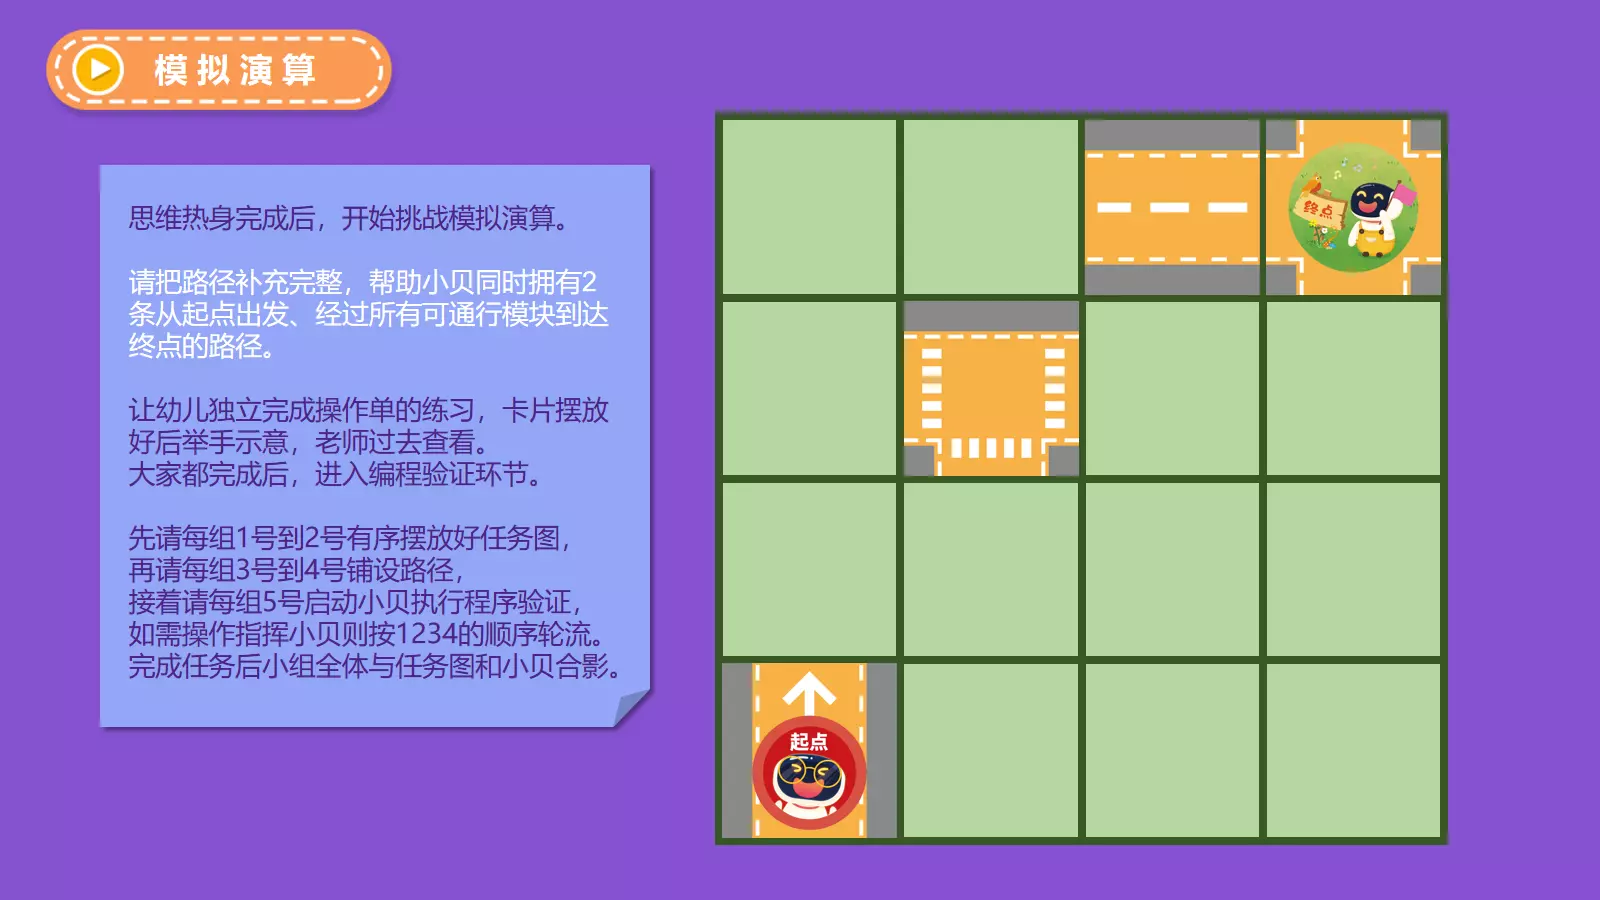 模拟演算
思维热身完成后，开始挑战模拟演算。
请把路径补充完整，帮助小贝同时拥有2
条从起点出发、经过所有可通行模块到达
终点的路径。
让幼儿独立完成操作单的练习，卡片摆放
好后举手示意，老师过去查看。
大家都完成后，进入编程验证环节。
先请每组1号到2号有序摆放好任务图，
再请每组3号到4号铺设路径，
接着请每组5号启动小贝执行程序验证，
如需操作指挥小贝则按1234的顺序轮流。
完成任务后小组全体与任务图和小贝合影。
终点
起点